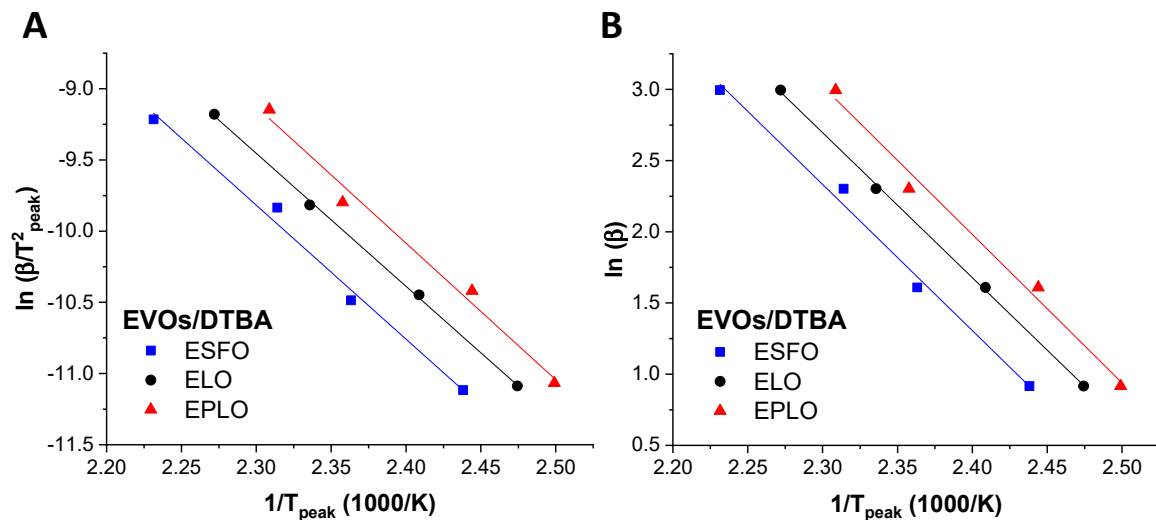 A
ln (β/T²peak)
-9.0
-9.5
-10.0
-10.5
-11.0
-11.5
EVOs/DTBA
ESFO
ELO
EPLO
2.20 2.25 2.30 2.35 2.40 2.45 2.50
1/Tpeak (1000/K)
B
ln (β)
3.0
2.5
2.0
1.5
1.0
0.5
EVOs/DTBA
ESFO
ELO
EPLO
2.20 2.25 2.30 2.35 2.40 2.45 2.50
1/Tpeak (1000/K)